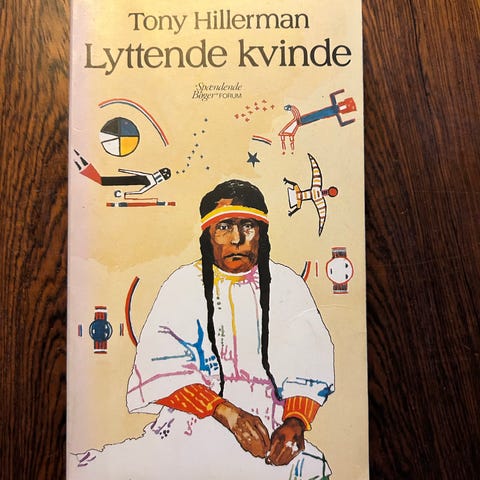 Tony Hillerman
Lyttende kvinde
"Spændende
Bøger" FORUM